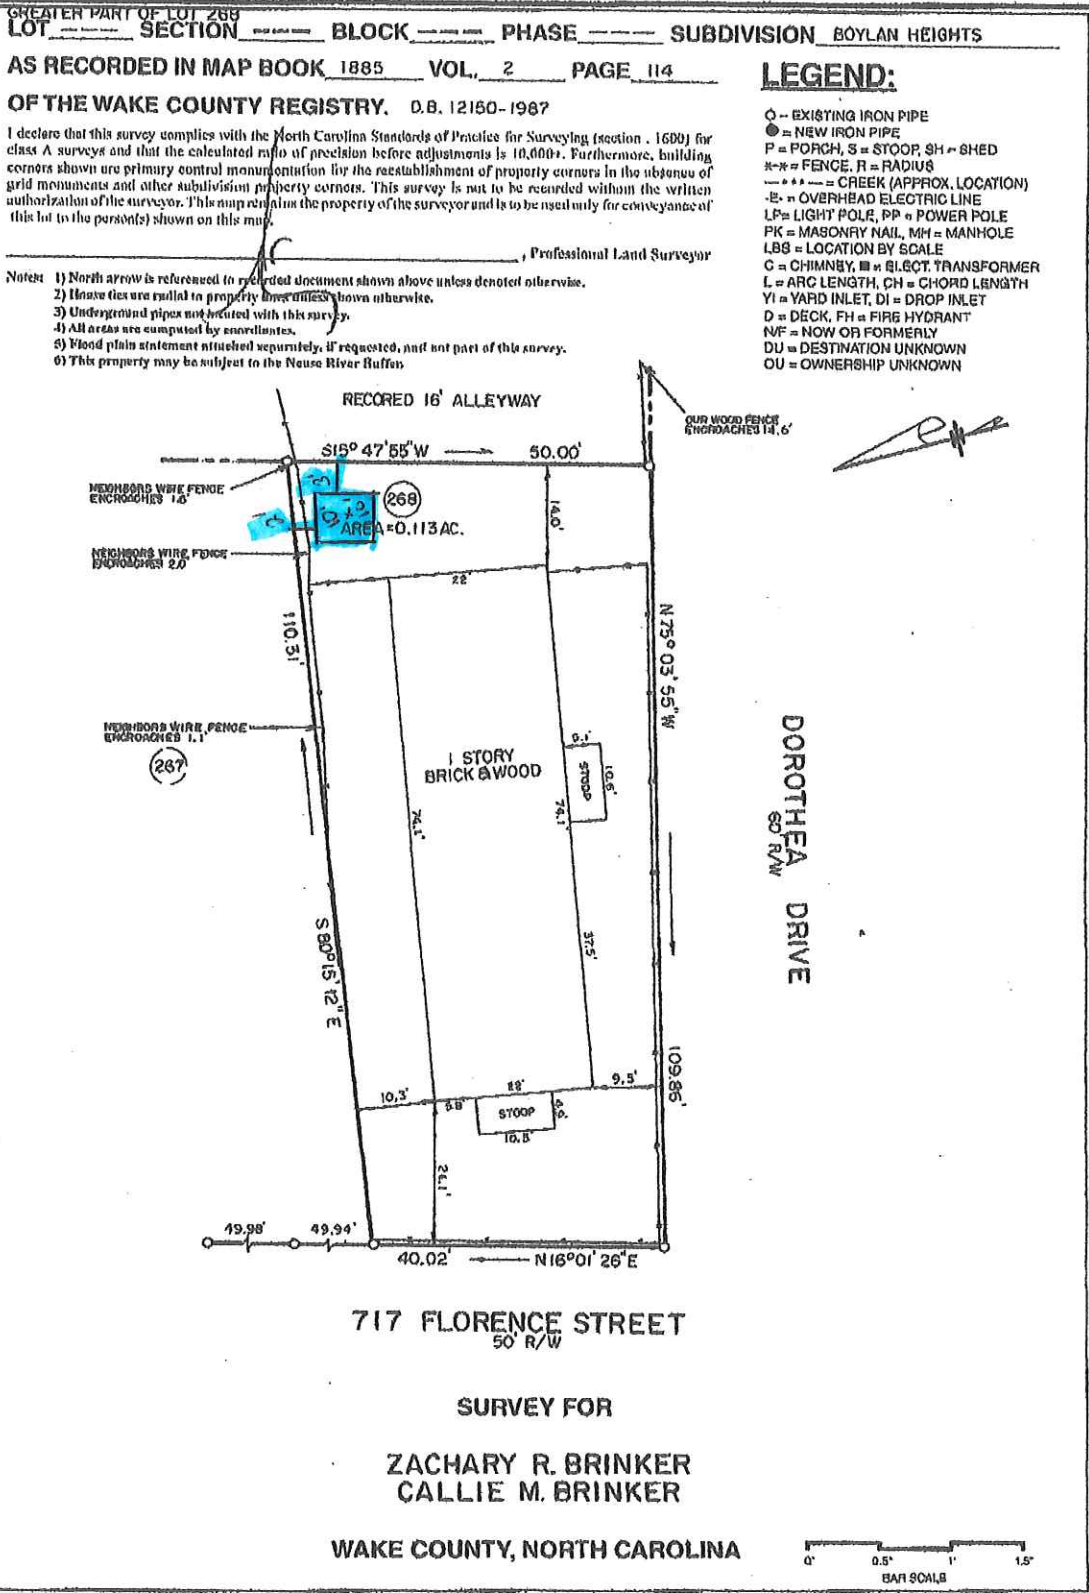 GREATER PART OF LOT 268
LOT SECTION BLOCK PHASE SUBDIVISION BOYLAN HEIGHTS
AS RECORDED IN MAP BOOK 1885 VOL. 2 PAGE 114
OF THE WAKE COUNTY REGISTRY. D.B. 12150-1987
I declare that this survey complies with the North Carolina Standards of Practice for Surveying (section . 1600) for
class A surveys and that the calculated ratio of precision before adjustments is 10,000+. Furthermore, building
corners shown are primary control monumentation for the reestablishment of property corners in the absence of
grid monuments and other subdivision property corners. This survey is not to be recorded without the written
authorization of the surveyor. This map remains the property of the surveyor and is to be used only for conveyance of
this lot to the person(s) shown on this map.
, Professional Land Surveyor
Notes: 1) North arrow is referenced to recorded document shown above unless denoted otherwise.
2) House ties are radial to property lines unless shown otherwise.
3) Underground pipes not located with this survey.
4) All areas are computed by coordinates.
5) Flood plain statement attached separately, if requested, and not part of this survey.
6) This property may be subject to the Neuse River Buffers
LEGEND:
O -- EXISTING IRON PIPE
● = NEW IRON PIPE
P = PORCH, S = STOOP, SH = SHED
x-x= FENCE, R = RADIUS
= CREEK (APPROX. LOCATION)
-E- = OVERHEAD ELECTRIC LINE
LP= LIGHT POLE, PP = POWER POLE
PK = MASONRY NAIL, MH = MANHOLE
LBS = LOCATION BY SCALE
C = CHIMNEY, ■ = ELECT. TRANSFORMER
L = ARC LENGTH, CH = CHORD LENGTH
YI = YARD INLET, DI = DROP INLET
D = DECK, FH = FIRE HYDRANT
N/F = NOW OR FORMERLY
DU = DESTINATION UNKNOWN
OU = OWNERSHIP UNKNOWN
RECORED 16' ALLEYWAY
OUR WOOD FENCE
ENCROACHES 14.6'
S15° 47'55"W 50.00'
NEIGHBORS WIRE FENCE
ENCROACHES 1.6'
3'
268
10' x 10'
3'
AREA=0.113 AC.
14.0'
NEIGHBORS WIRE FENCE
ENCROACHES 2.0'
22'
110.31'
N 75° 03' 55" W
NEIGHBORS WIRE FENCE
ENCROACHES 1.1'
267
1 STORY
BRICK & WOOD
5.1'
STOOP
10.6'
74.1'
74.1'
DOROTHEA DRIVE
60' R/W
37.5'
S 80° 15' 12" E
109.86'
10.3'
22'
9.5'
5.8'
STOOP
10.5'
24.1'
49.98' 49.94'
40.02' N16°01'26"E
717 FLORENCE STREET
50' R/W
SURVEY FOR
ZACHARY R. BRINKER
CALLIE M. BRINKER
WAKE COUNTY, NORTH CAROLINA
0' 0.5" 1' 1.5"
BAR SCALE